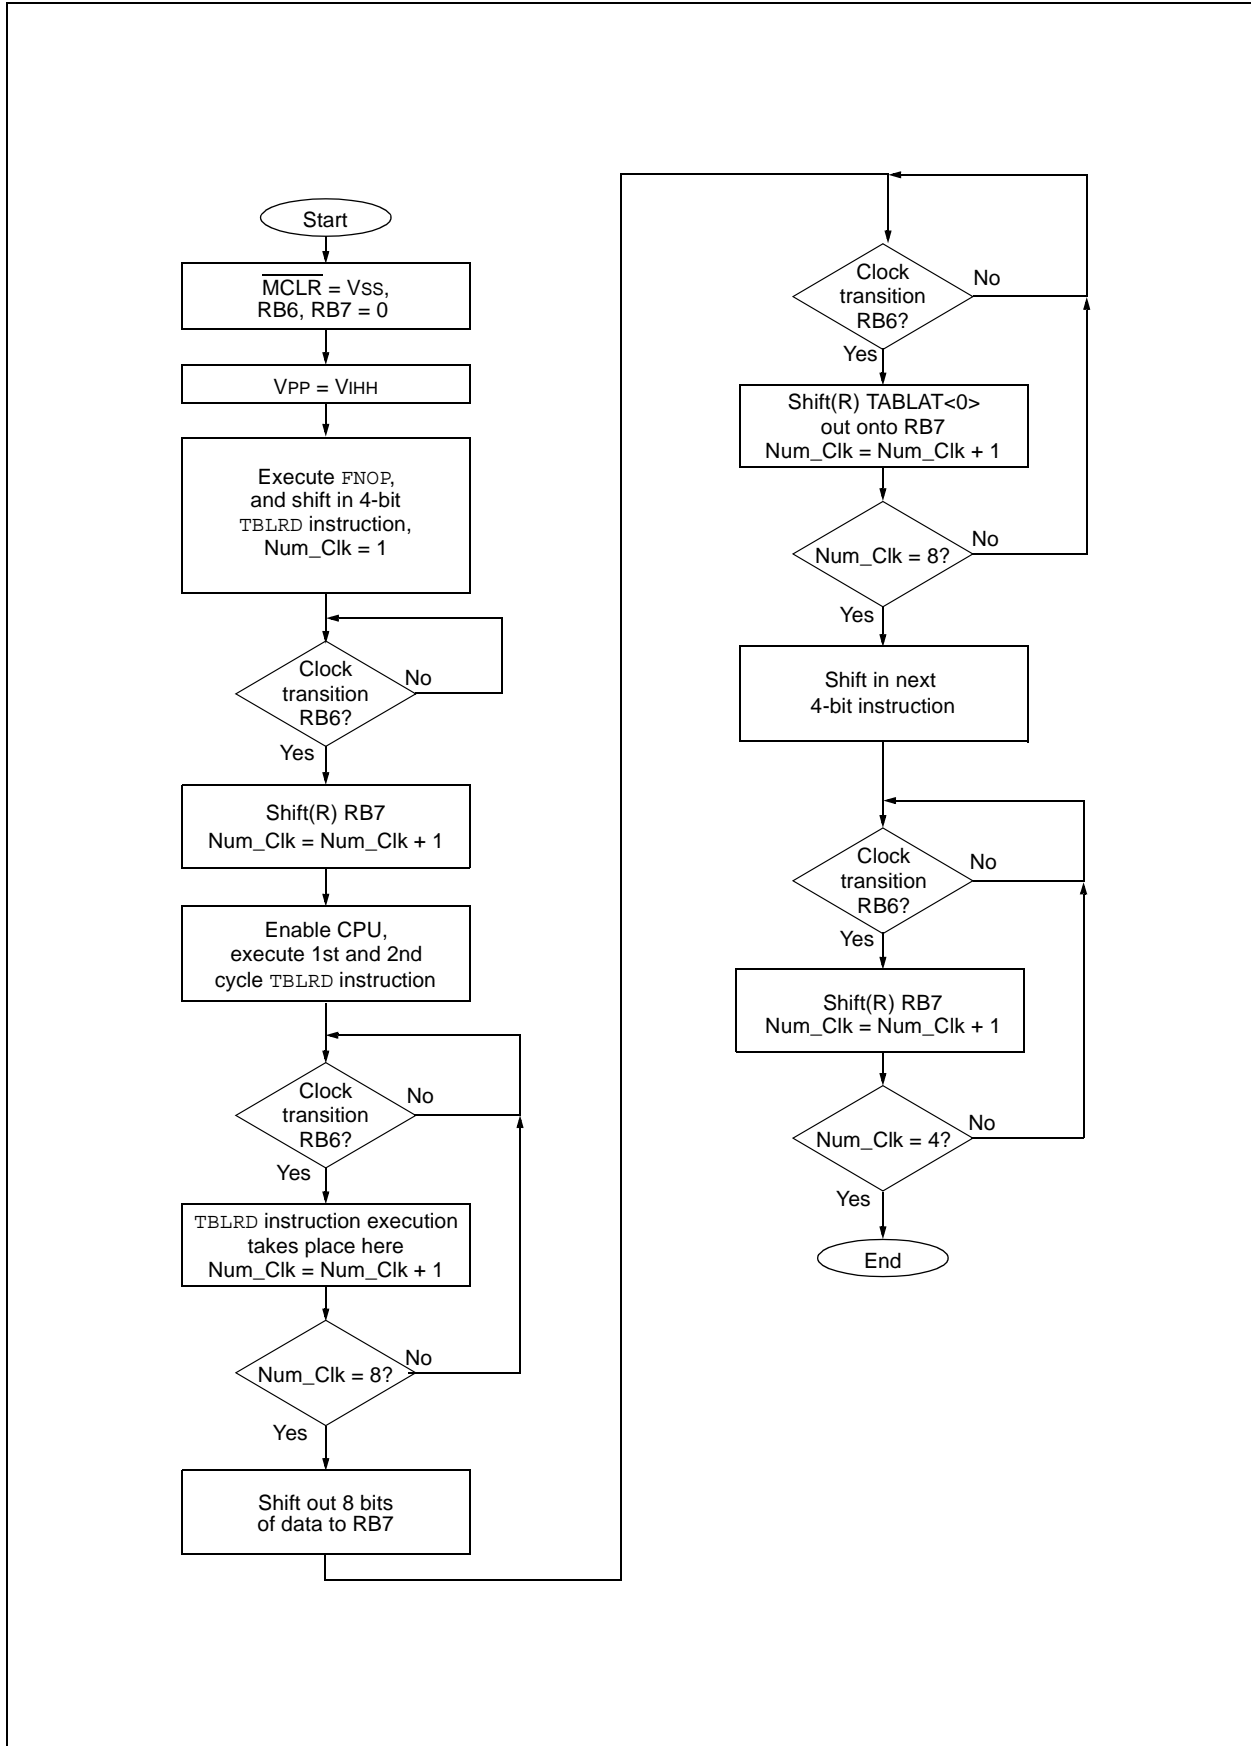 Start
MCLR = VSS,
RB6, RB7 = 0
VPP = VIHH
Execute FNOP,
and shift in 4-bit
TBLRD instruction,
Num_Clk = 1
Clock
transition
RB6?
No
Yes
Shift(R) RB7
Num_Clk = Num_Clk + 1
Enable CPU,
execute 1st and 2nd
cycle TBLRD instruction
Clock
transition
RB6?
No
Yes
TBLRD instruction execution
takes place here
Num_Clk = Num_Clk + 1
Num_Clk = 8?
No
Yes
Shift out 8 bits
of data to RB7
Clock
transition
RB6?
No
Yes
Shift(R) TABLAT<0>
out onto RB7
Num_Clk = Num_Clk + 1
Num_Clk = 8?
No
Yes
Shift in next
4-bit instruction
Clock
transition
RB6?
No
Yes
Shift(R) RB7
Num_Clk = Num_Clk + 1
Num_Clk = 4?
No
Yes
End